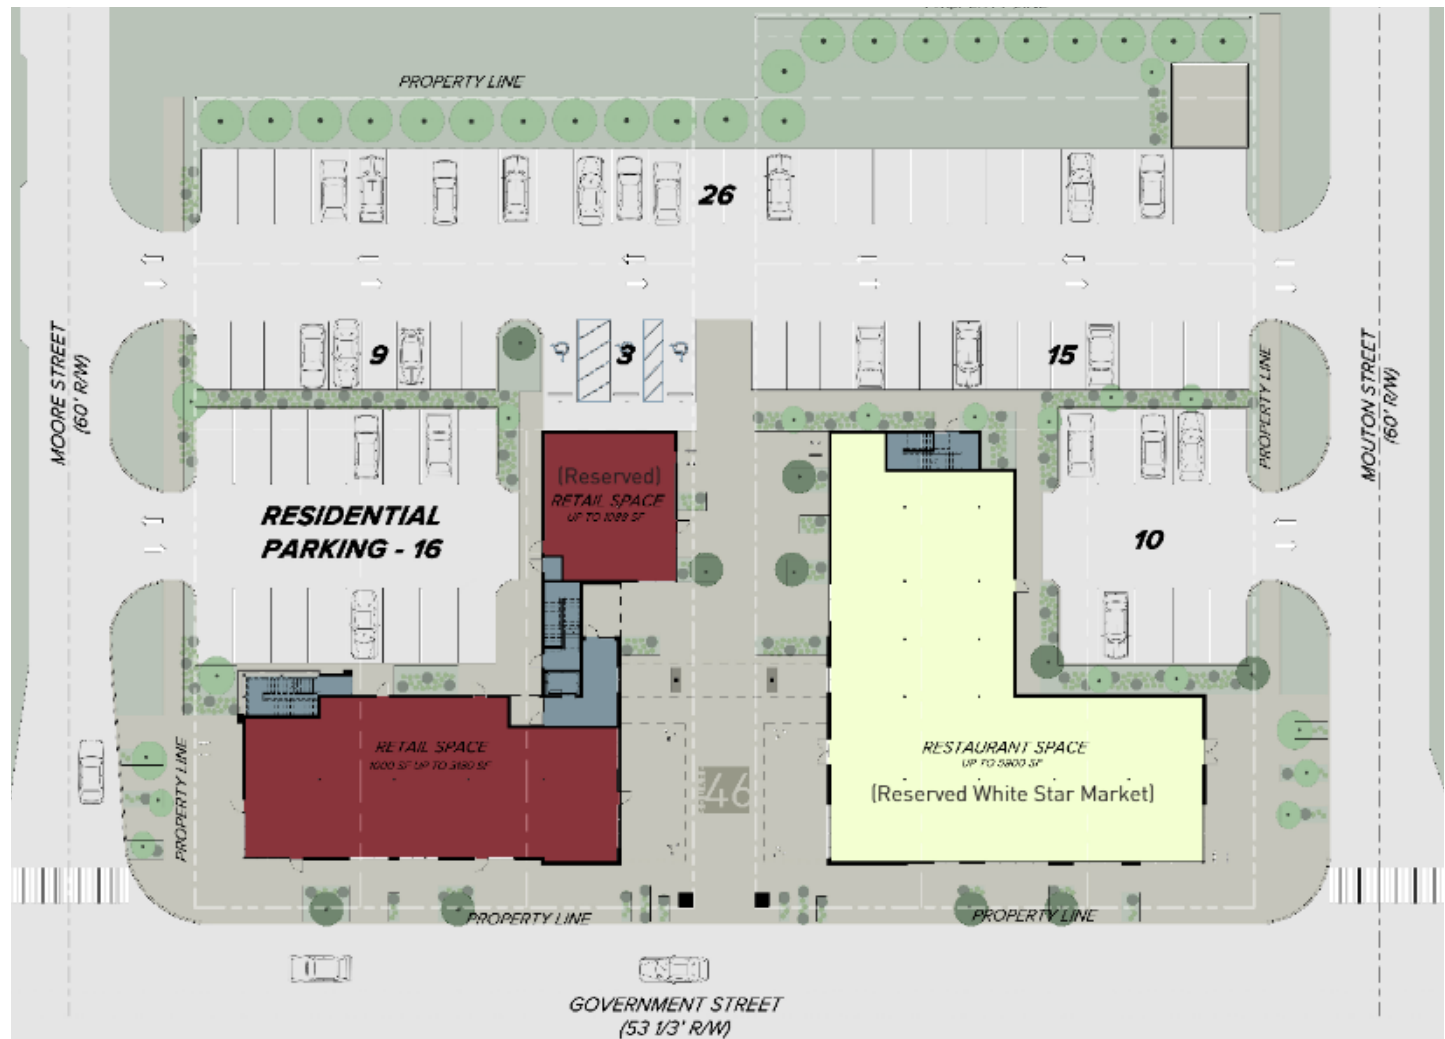 PROPERTY LINE
26
MOORE STREET
(60' R/W)
9
3
15
PROPERTY LINE
MOUTON STREET
(60' R/W)
(Reserved)
RETAIL SPACE
UP TO 1089 SF
RESIDENTIAL
PARKING - 16
10
RETAIL SPACE
1000 SF UP TO 3180 SF
RESTAURANT SPACE
UP TO 5800 SF
(Reserved White Star Market)
46
PROPERTY LINE
PROPERTY LINE
PROPERTY LINE
GOVERNMENT STREET
(53 1/3' R/W)